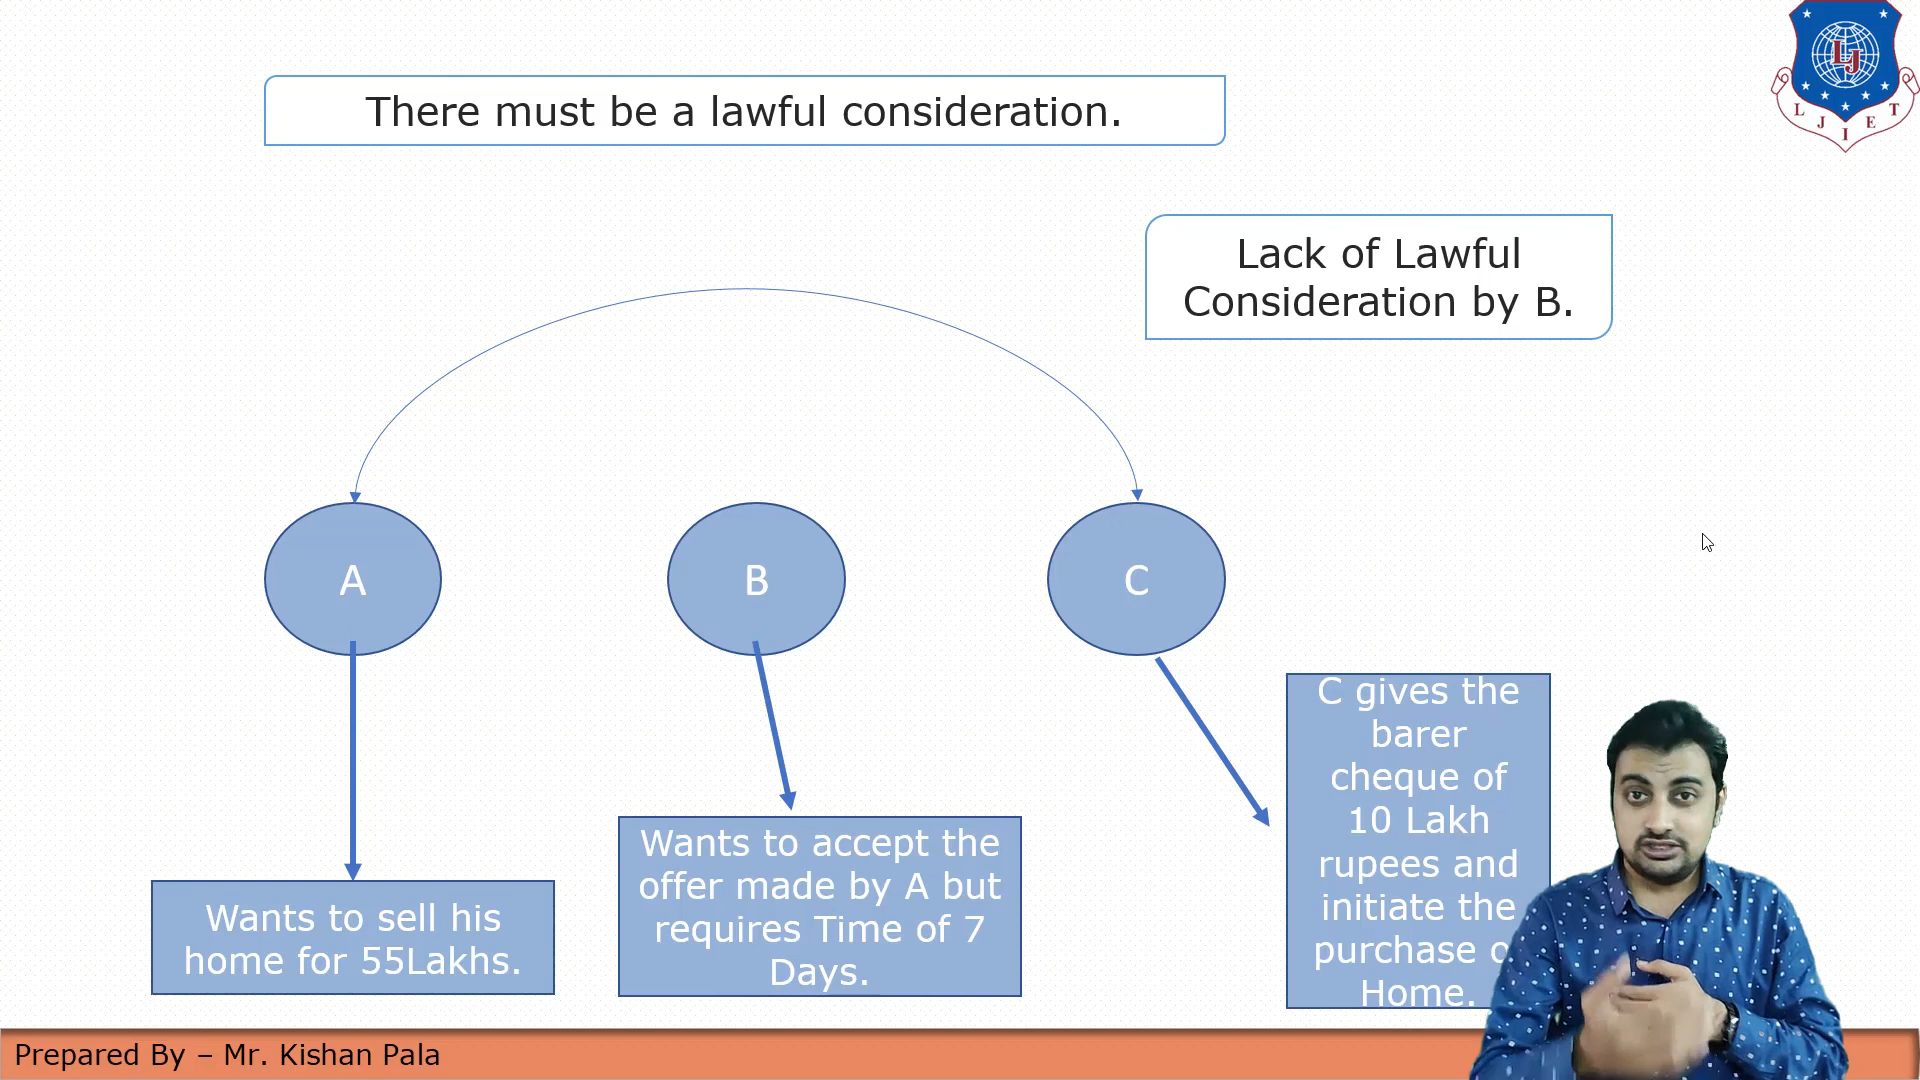 There must be a lawful consideration.
L J I E T
LJ
Lack of Lawful
Consideration by B.
A
B
C
Wants to sell his
home for 55Lakhs.
Wants to accept the
offer made by A but
requires Time of 7
Days.
C gives the
barer
cheque of
10 Lakh
rupees and
initiate the
purchase
Home.
Prepared By – Mr. Kishan Pala